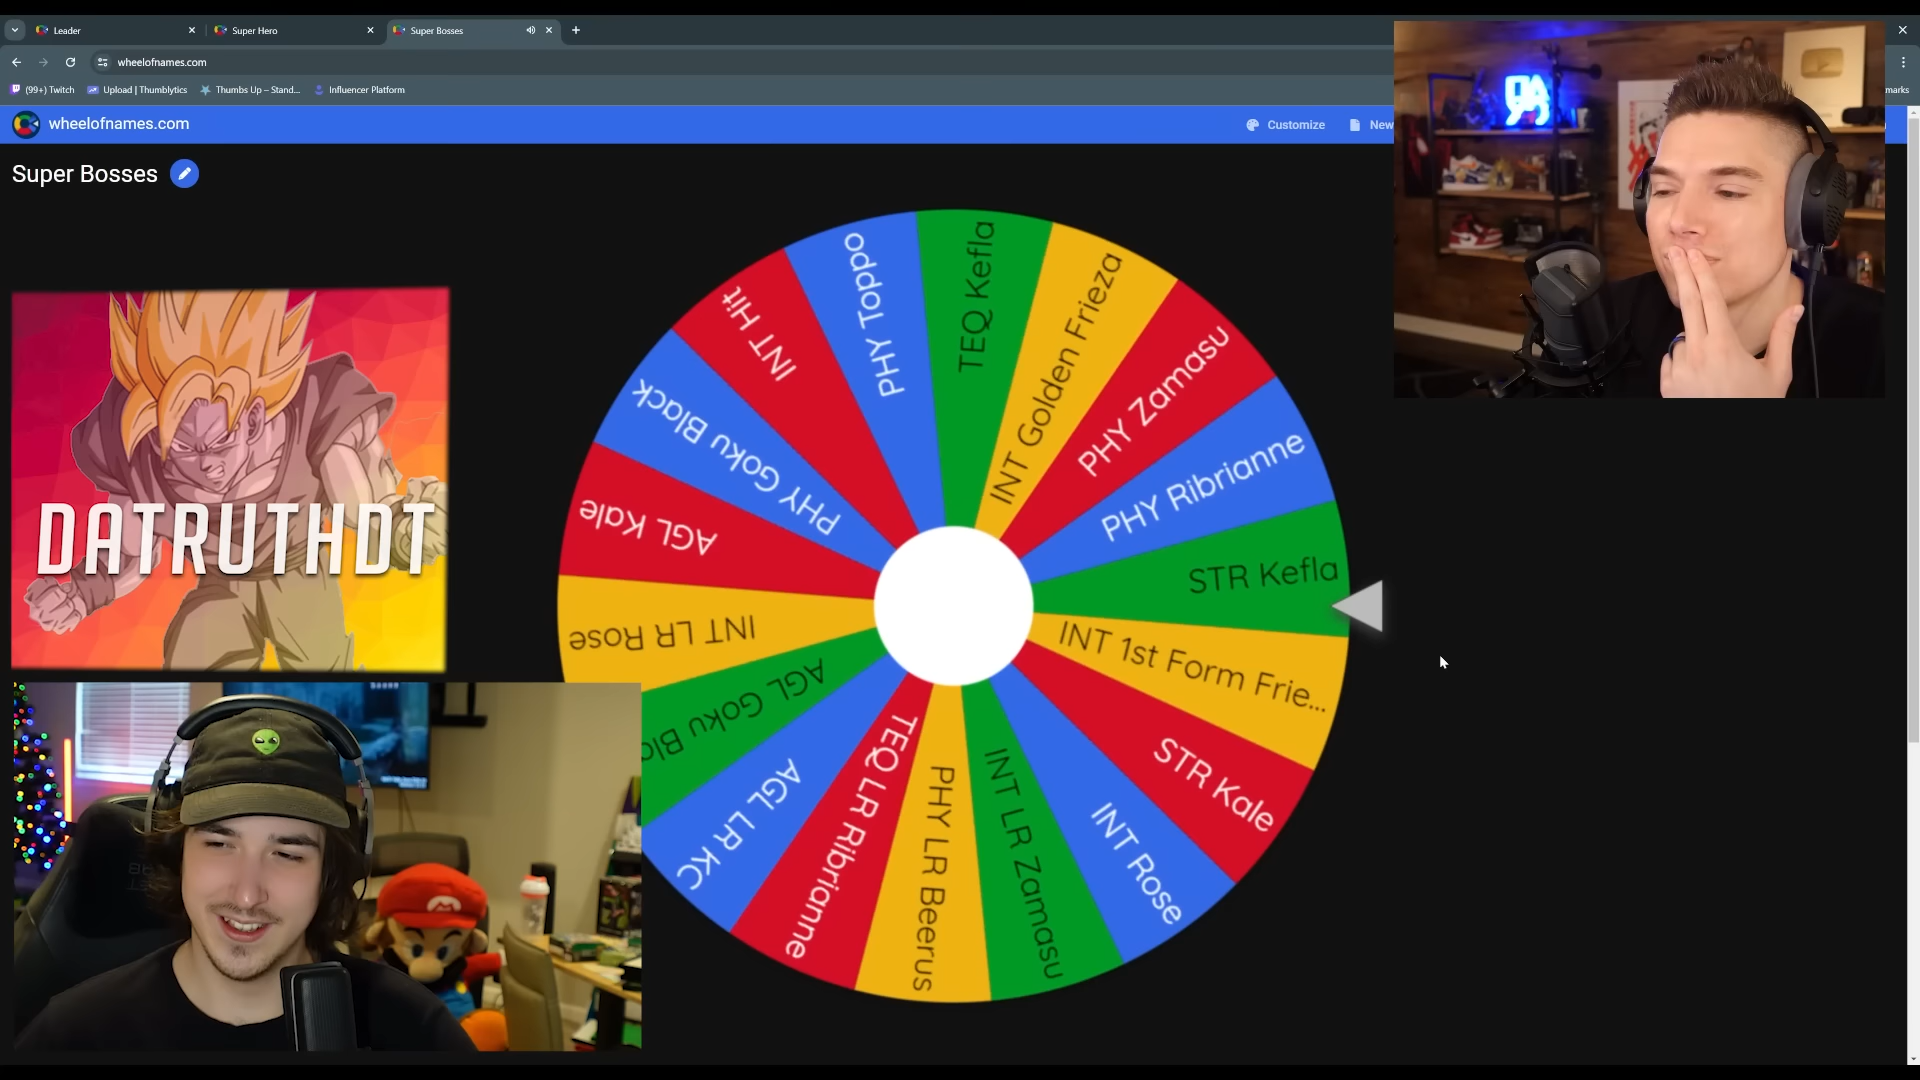 Leader
Super Hero
Super Bosses
wheelofnames.com
(99+) Twitch
Upload | Thumblytics
Thumbs Up – Stand...
Influencer Platform
marks
wheelofnames.com
Customize
New
Super Bosses
TEQ Kefla
INT Golden Frieza
PHY Zamasu
PHY Ribrianne
STR Kefla
INT 1st Form Frie...
STR Kale
INT Rose
INT LR Zamasu
PHY LR Beerus
TEQ LR Ribrianne
AGL LR KC
AGL Goku Bla
INT LR Rose
AGL Kale
PHY Goku Black
INT Hit
PHY Toppo
DATRUTHDT